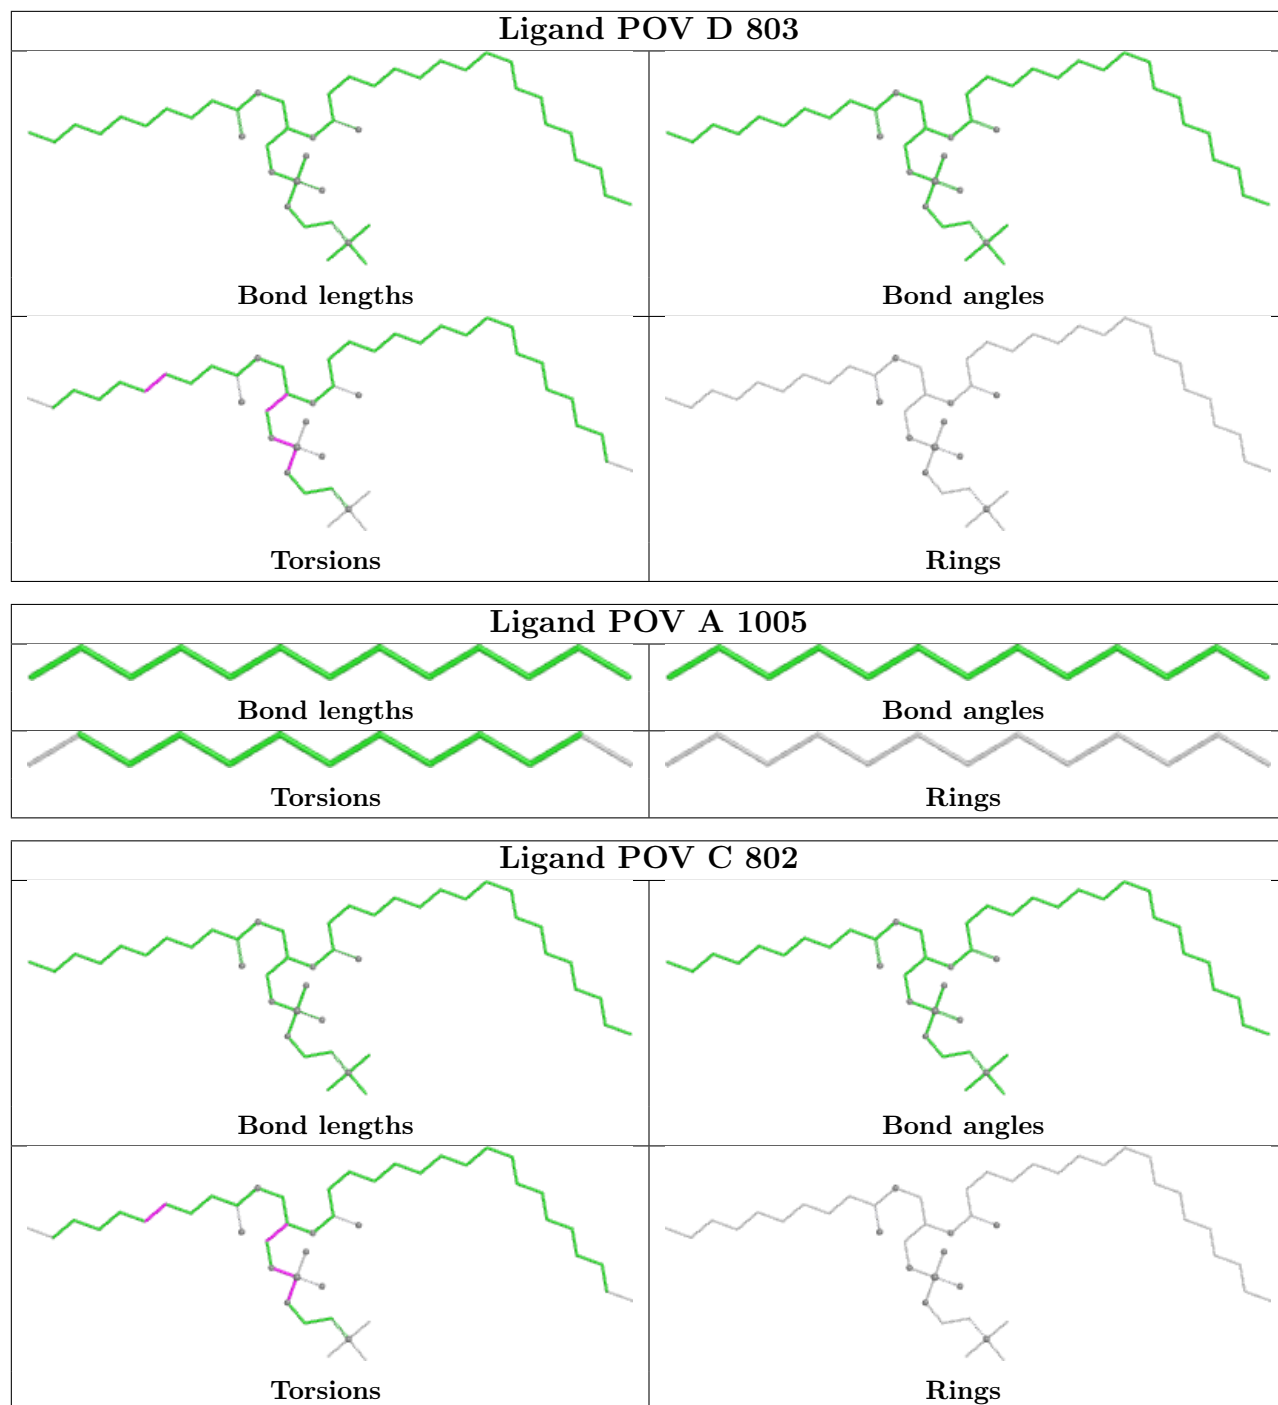 Ligand POV D 803
Bond lengths
Bond angles
Torsions
Rings
Ligand POV A 1005
Bond lengths
Bond angles
Torsions
Rings
Ligand POV C 802
Bond lengths
Bond angles
Torsions
Rings